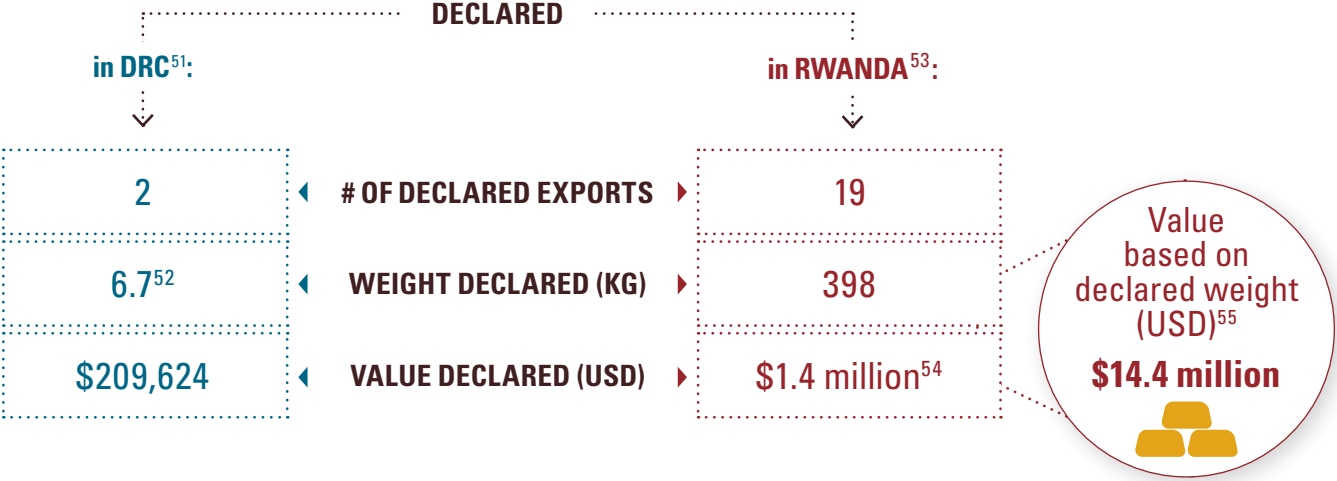 DECLARED
in DRC51:
in RWANDA53:
2
# OF DECLARED EXPORTS
19
6.752
WEIGHT DECLARED (KG)
398
$209,624
VALUE DECLARED (USD)
$1.4 million54
Value
based on
declared weight
(USD)55
$14.4 million